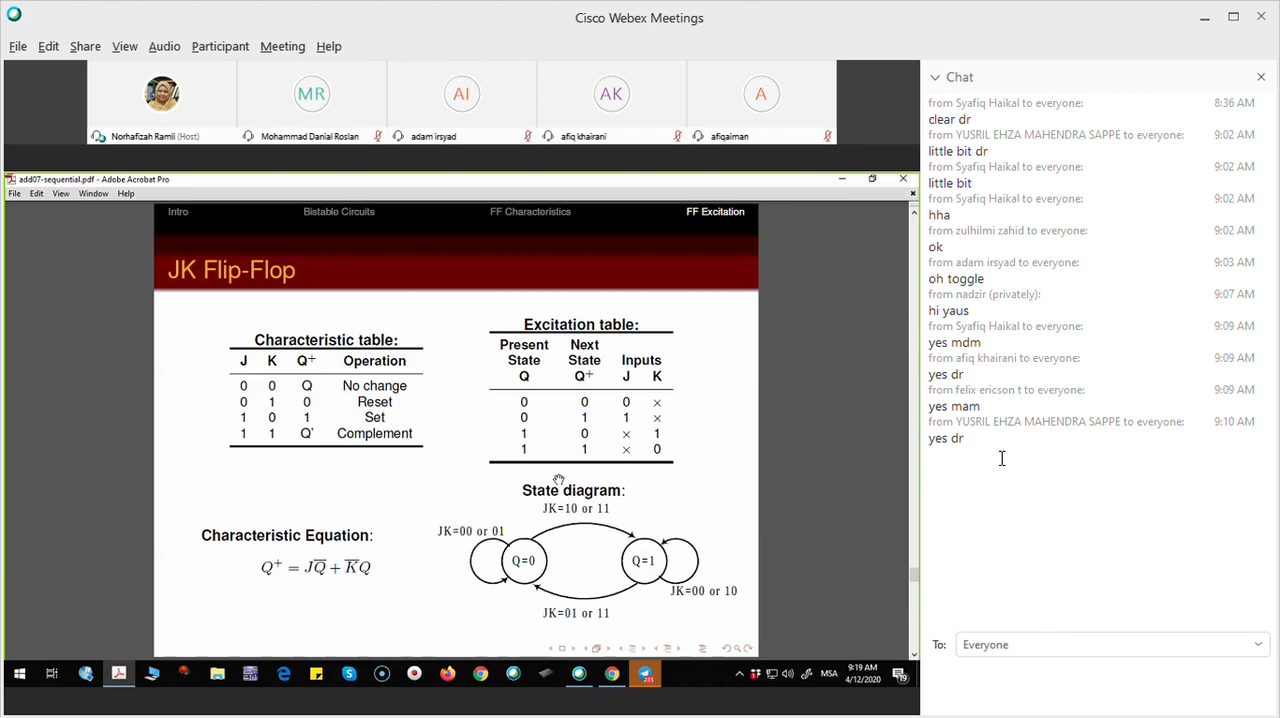 Cisco Webex Meetings
File Edit Share View Audio Participant Meeting Help
MR AI AK A
Norhafizah Ramli (Host) Mohammad Danial Roslan adam irsyad afiq khairani afiqaiman
add07-sequential.pdf - Adobe Acrobat Pro
File Edit View Window Help
Intro Bistable Circuits FF Characteristics FF Excitation
JK Flip-Flop
Characteristic table:
J K Q+ Operation
0 0 Q No change
0 1 0 Reset
1 0 1 Set
1 1 Q' Complement
Excitation table:
Present Next
State State Inputs
Q Q+ J K
0 0 0 ×
0 1 1 ×
1 0 × 1
1 1 × 0
State diagram:
JK=10 or 11
JK=00 or 01
Q=0 Q=1
JK=00 or 10
JK=01 or 11
Characteristic Equation:
Q⁺ = JQ̅ + K̅Q
9:19 AM
MSA
4/12/2020
Chat
from Syafiq Haikal to everyone: 8:36 AM
clear dr
from YUSRIL EHZA MAHENDRA SAPPE to everyone: 9:02 AM
little bit dr
from Syafiq Haikal to everyone: 9:02 AM
little bit
from Syafiq Haikal to everyone: 9:02 AM
hha
from zulhilmi zahid to everyone: 9:02 AM
ok
from adam irsyad to everyone: 9:03 AM
oh toggle
from nadzir (privately): 9:07 AM
hi yaus
from Syafiq Haikal to everyone: 9:09 AM
yes mdm
from afiq khairani to everyone: 9:09 AM
yes dr
from felix ericson t to everyone: 9:09 AM
yes mam
from YUSRIL EHZA MAHENDRA SAPPE to everyone: 9:10 AM
yes dr
To: Everyone